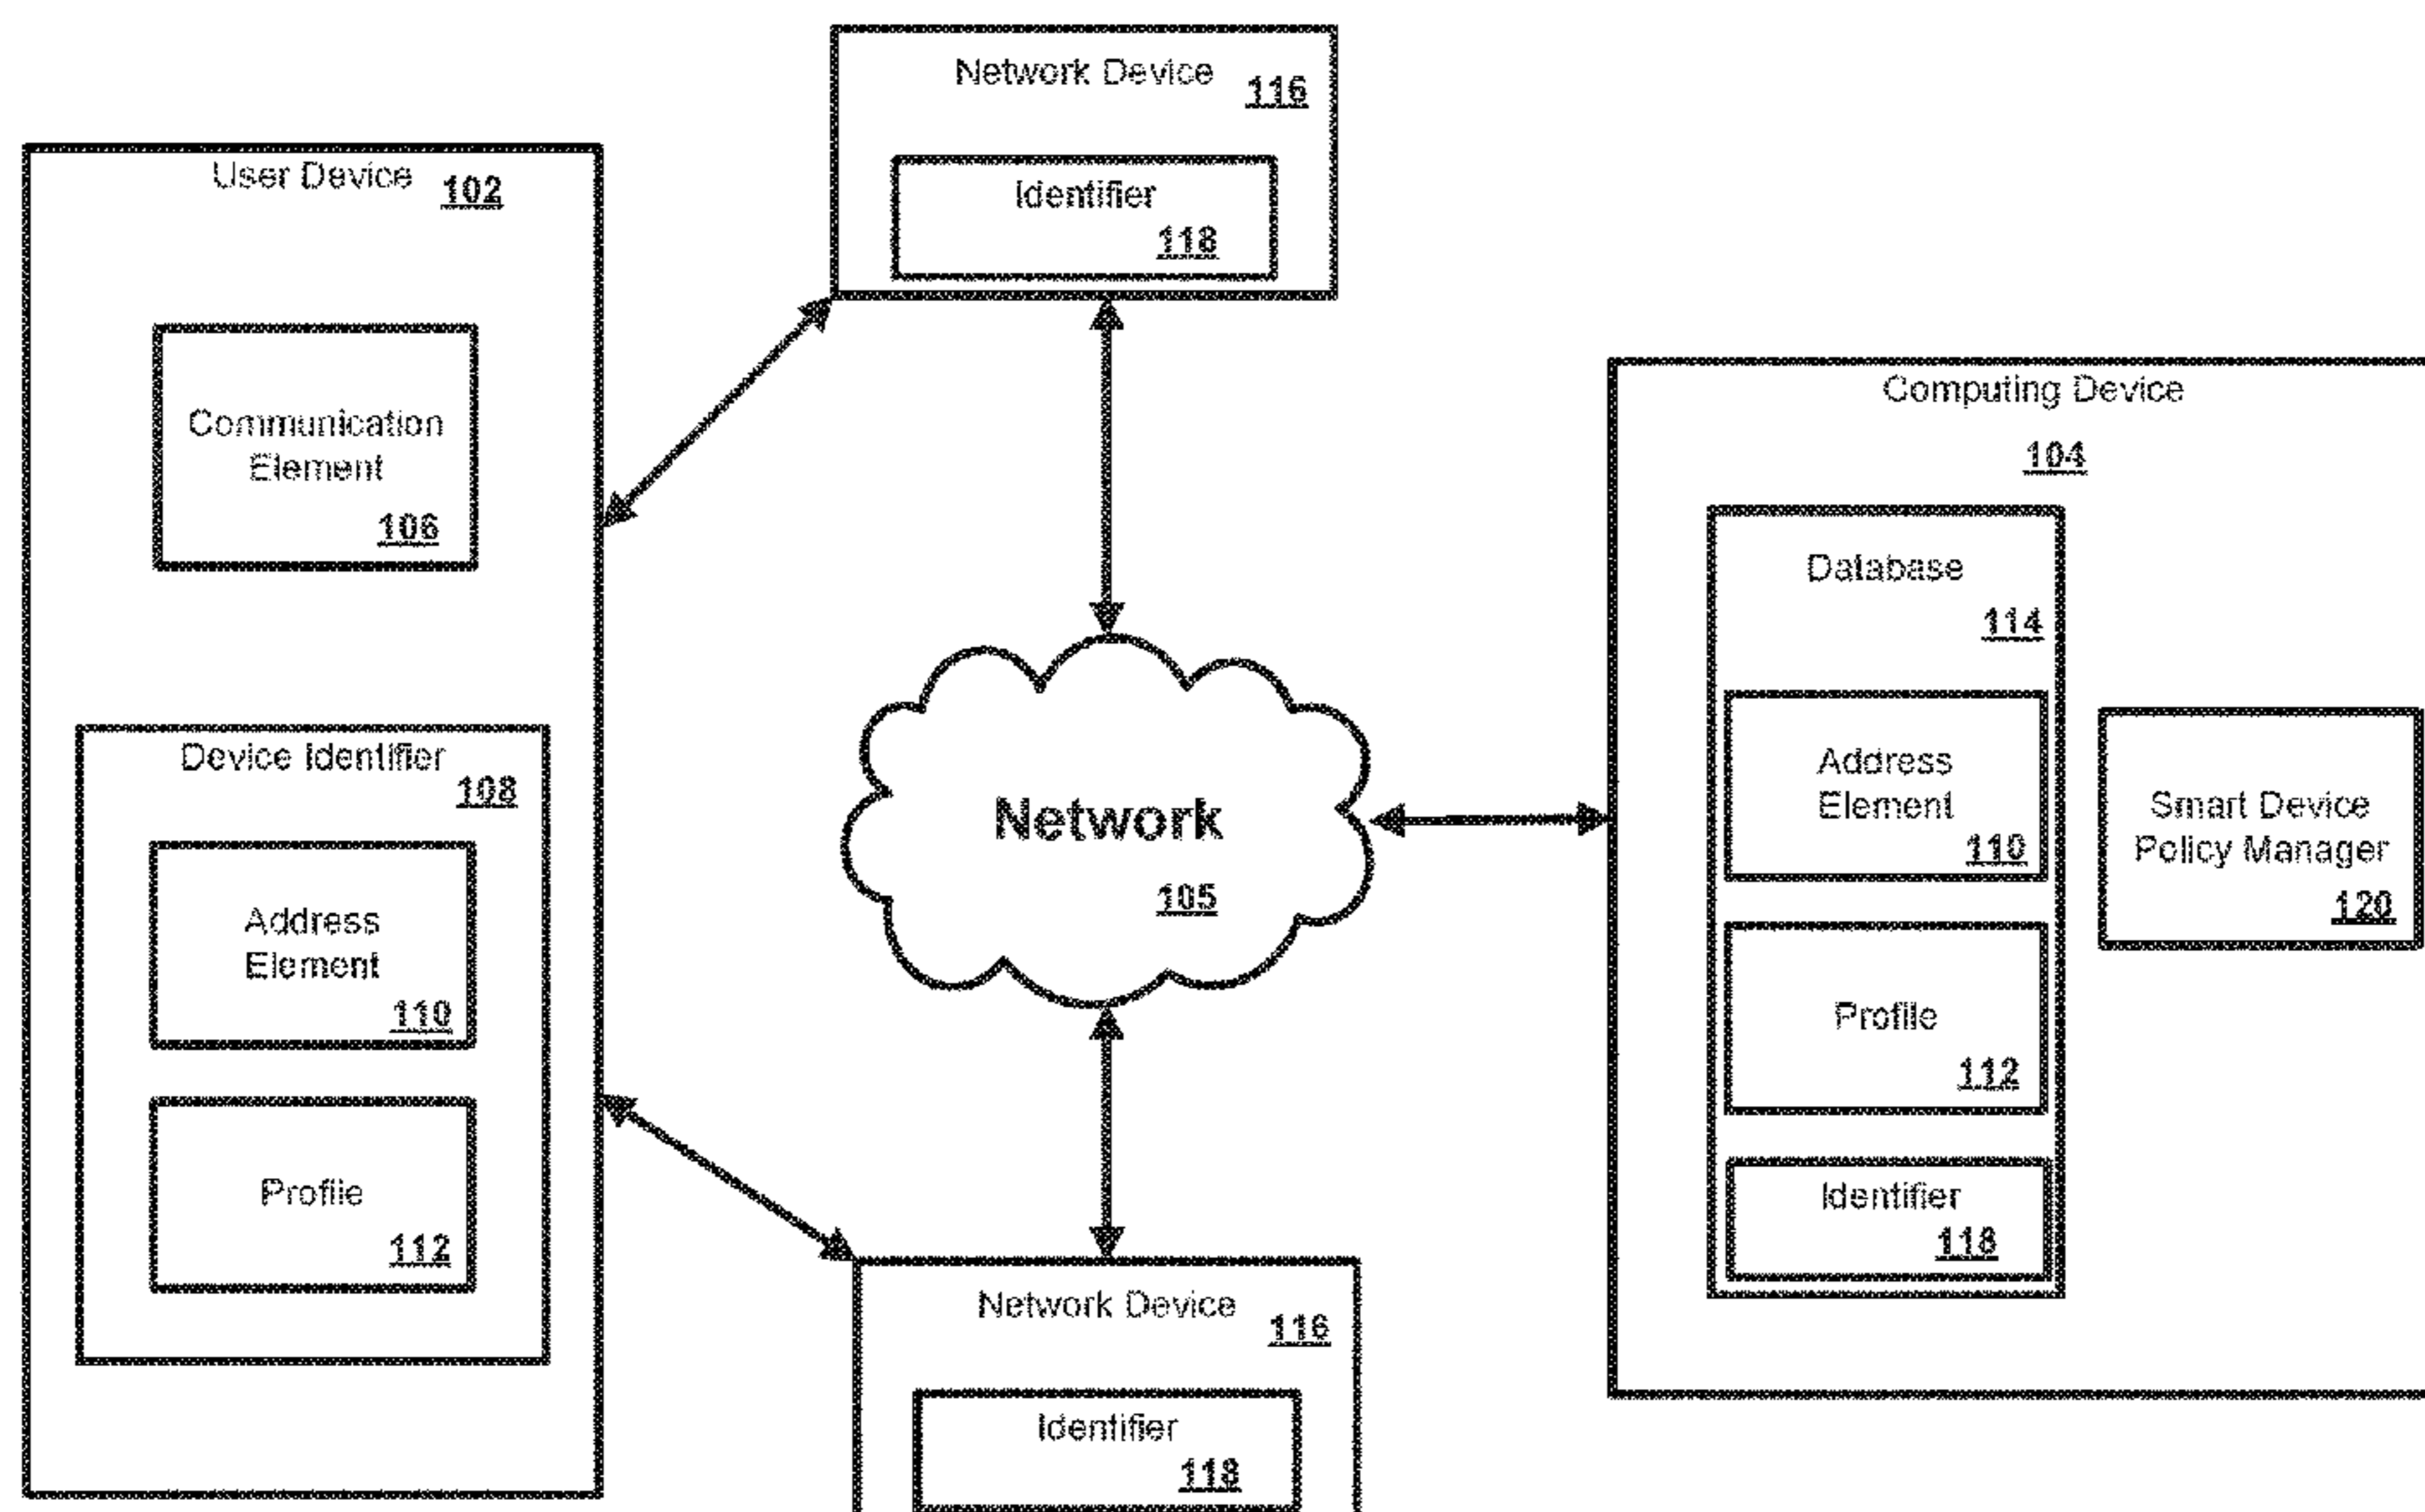 Network Device
116
Identifier
118
User Device
102
Communication
Element
106
Device Identifier
108
Address
Element
110
Profile
112
Network
105
Network Device
116
Identifier
118
Computing Device
104
Database
114
Address
Element
110
Profile
112
Identifier
118
Smart Device
Policy Manager
120